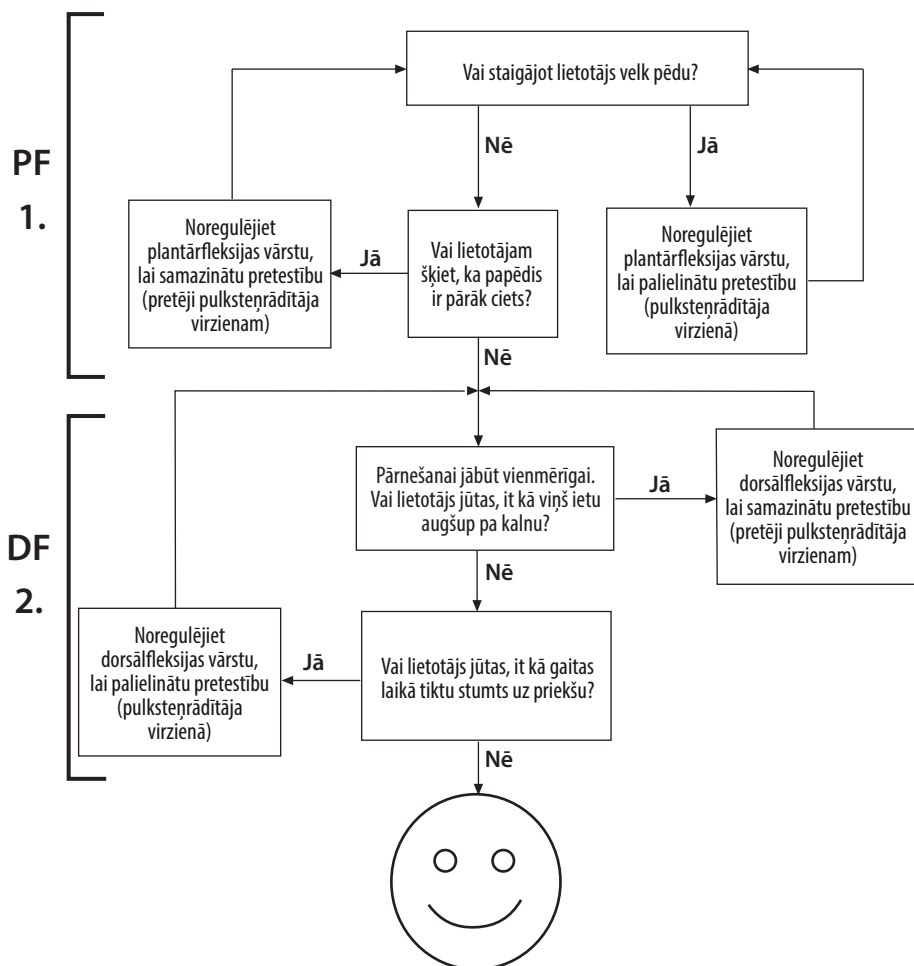 Vai staigājot lietotājs velk pēdu?
Nē
Jā
PF
1.
Noregulējiet
plantārfleksijas vārstu,
lai samazinātu pretestību
(pretēji pulksteņrādītāja
virzienam)
Jā
Vai lietotājam
šķiet, ka papēdis
ir pārāk ciets?
Noregulējiet
plantārfleksijas vārstu,
lai palielinātu pretestību
(pulksteņrādītāja
virzienā)
Nē
DF
2.
Pārnešanai jābūt vienmērīgai.
Vai lietotājs jūtas, it kā viņš ietu
augšup pa kalnu?
Jā
Noregulējiet
dorsālfleksijas vārstu,
lai samazinātu pretestību
(pretēji pulksteņrādītāja
virzienam)
Nē
Noregulējiet
dorsālfleksijas vārstu,
lai palielinātu pretestību
(pulksteņrādītāja
virzienā)
Jā
Vai lietotājs jūtas, it kā gaitas
laikā tiktu stumts uz priekšu?
Nē